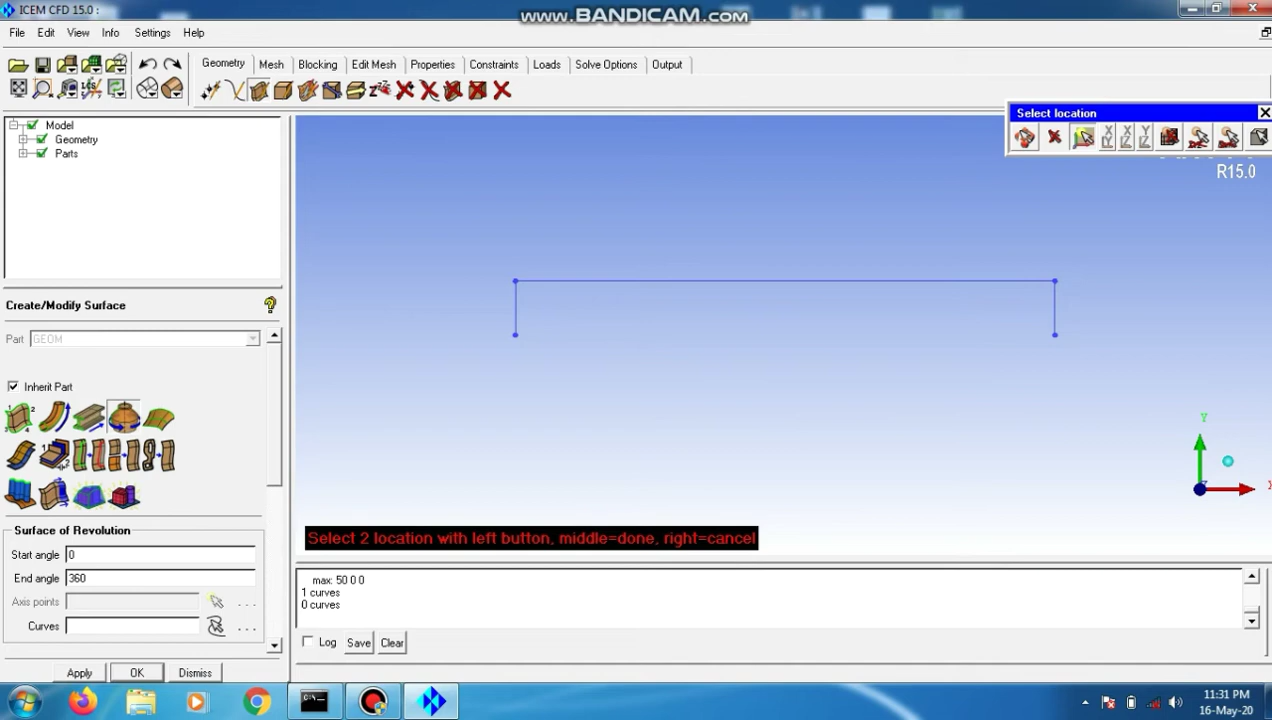 ICEM CFD 15.0 :
www.BANDICAM.com
File Edit View Info Settings Help
Geometry Mesh Blocking Edit Mesh Properties Constraints Loads Solve Options Output
Select location
R15.0
Model
Geometry
Parts
Create/Modify Surface
Part GEOM
Inherit Part
Surface of Revolution
Start angle 0
End angle 360
Axis points
Curves
Apply OK Dismiss
Y
X
Select 2 location with left button, middle=done, right=cancel
max: 50 0 0
1 curves
0 curves
Log Save Clear
11:31 PM
16-May-20